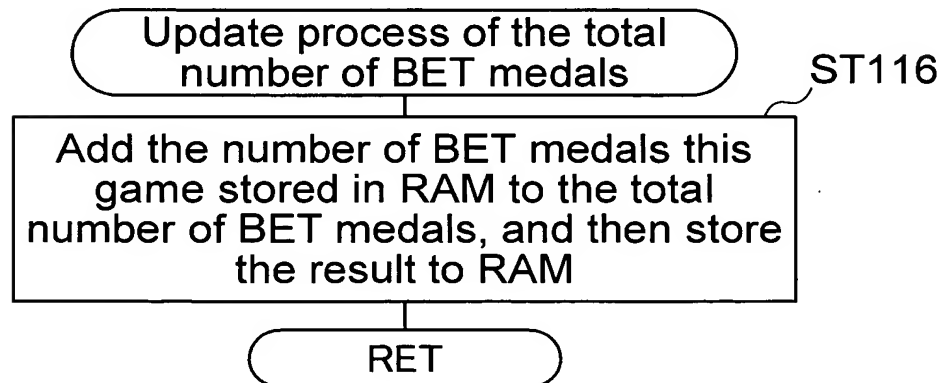 Update process of the total
number of BET medals
ST116
Add the number of BET medals this
game stored in RAM to the total
number of BET medals, and then store
the result to RAM
RET